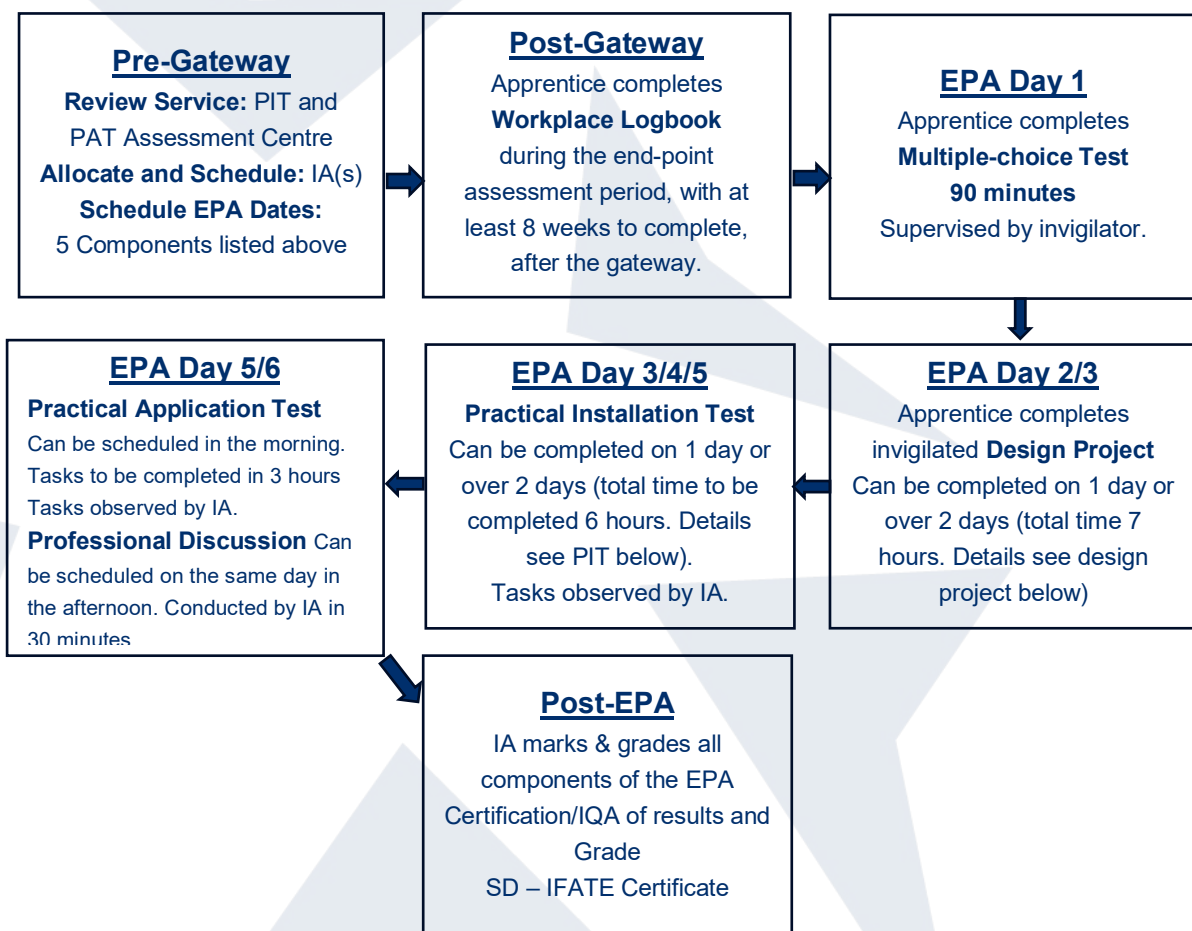 Pre-Gateway
Review Service: PIT and
PAT Assessment Centre
Allocate and Schedule: IA(s)
Schedule EPA Dates:
5 Components listed above
Post-Gateway
Apprentice completes
Workplace Logbook
during the end-point
assessment period, with at
least 8 weeks to complete,
after the gateway.
EPA Day 1
Apprentice completes
Multiple-choice Test
90 minutes
Supervised by invigilator.
EPA Day 2/3
Apprentice completes
invigilated Design Project
Can be completed on 1 day or
over 2 days (total time 7
hours. Details see design
project below)
EPA Day 3/4/5
Practical Installation Test
Can be completed on 1 day or
over 2 days (total time to be
completed 6 hours. Details
see PIT below).
Tasks observed by IA.
EPA Day 5/6
Practical Application Test
Can be scheduled in the morning.
Tasks to be completed in 3 hours
Tasks observed by IA.
Professional Discussion Can
be scheduled on the same day in
the afternoon. Conducted by IA in
30 minutes
Post-EPA
IA marks & grades all
components of the EPA
Certification/IQA of results and
Grade
SD – IFATE Certificate